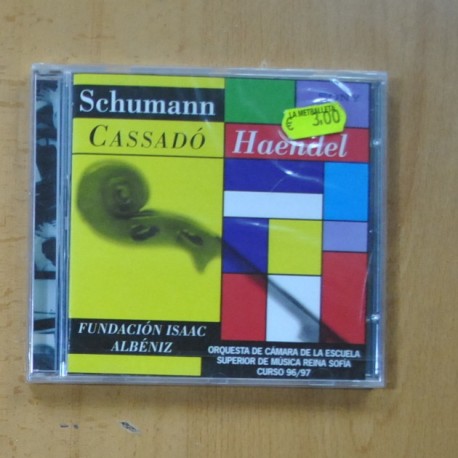 Schumann
LA METRALLETA
€ 3,00
CASSADÓ
Haendel
FUNDACIÓN ISAAC
ALBÉNIZ
ORQUESTA DE CÁMARA DE LA ESCUELA
SUPERIOR DE MÚSICA REINA SOFÍA
CURSO 96/97